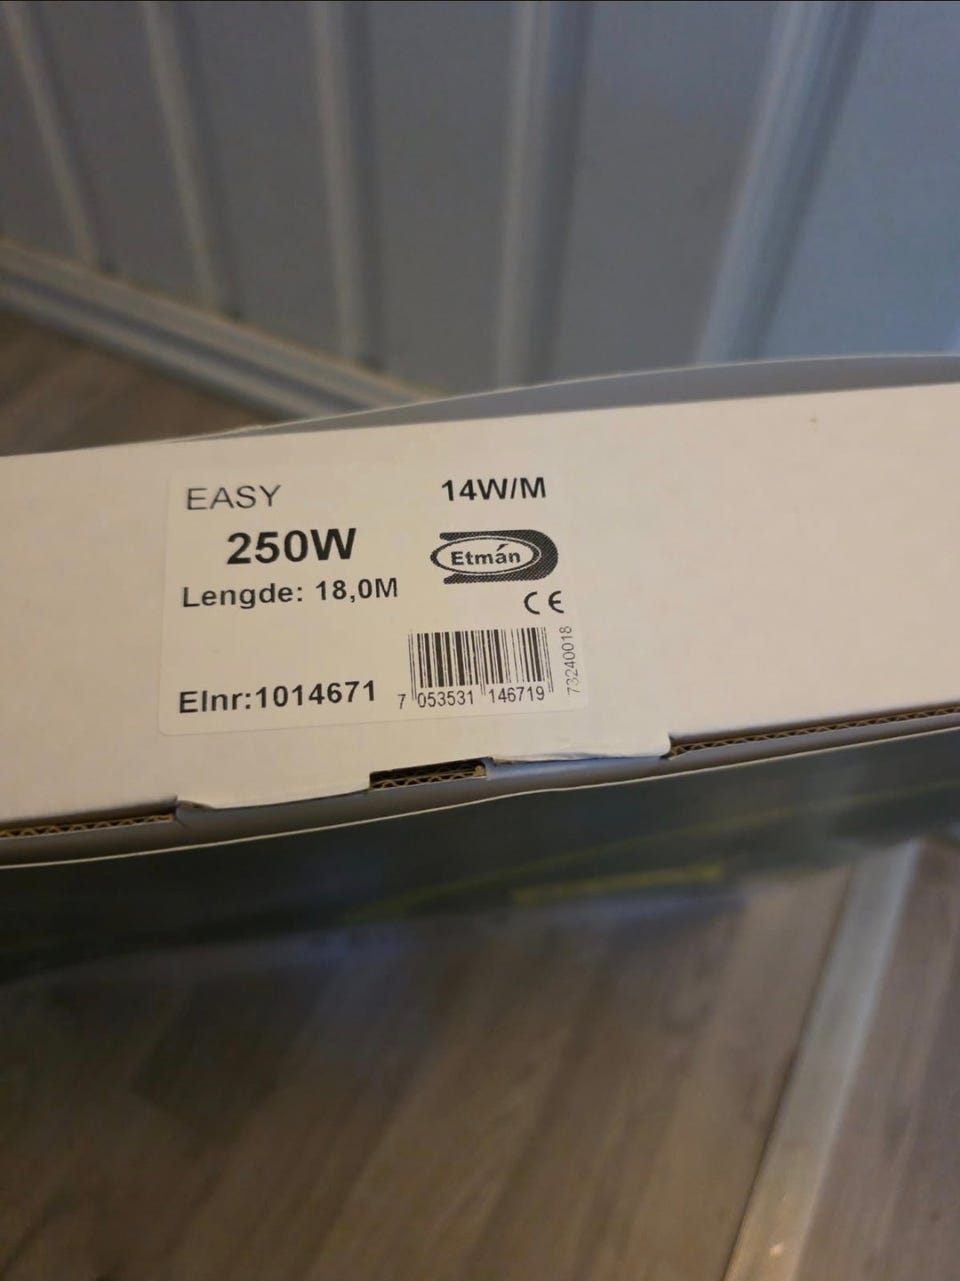 EASY
14W/M
250W
Etmán
Lengde: 18,0M
CE
73240018
Elnr:1014671
7 053531 146719